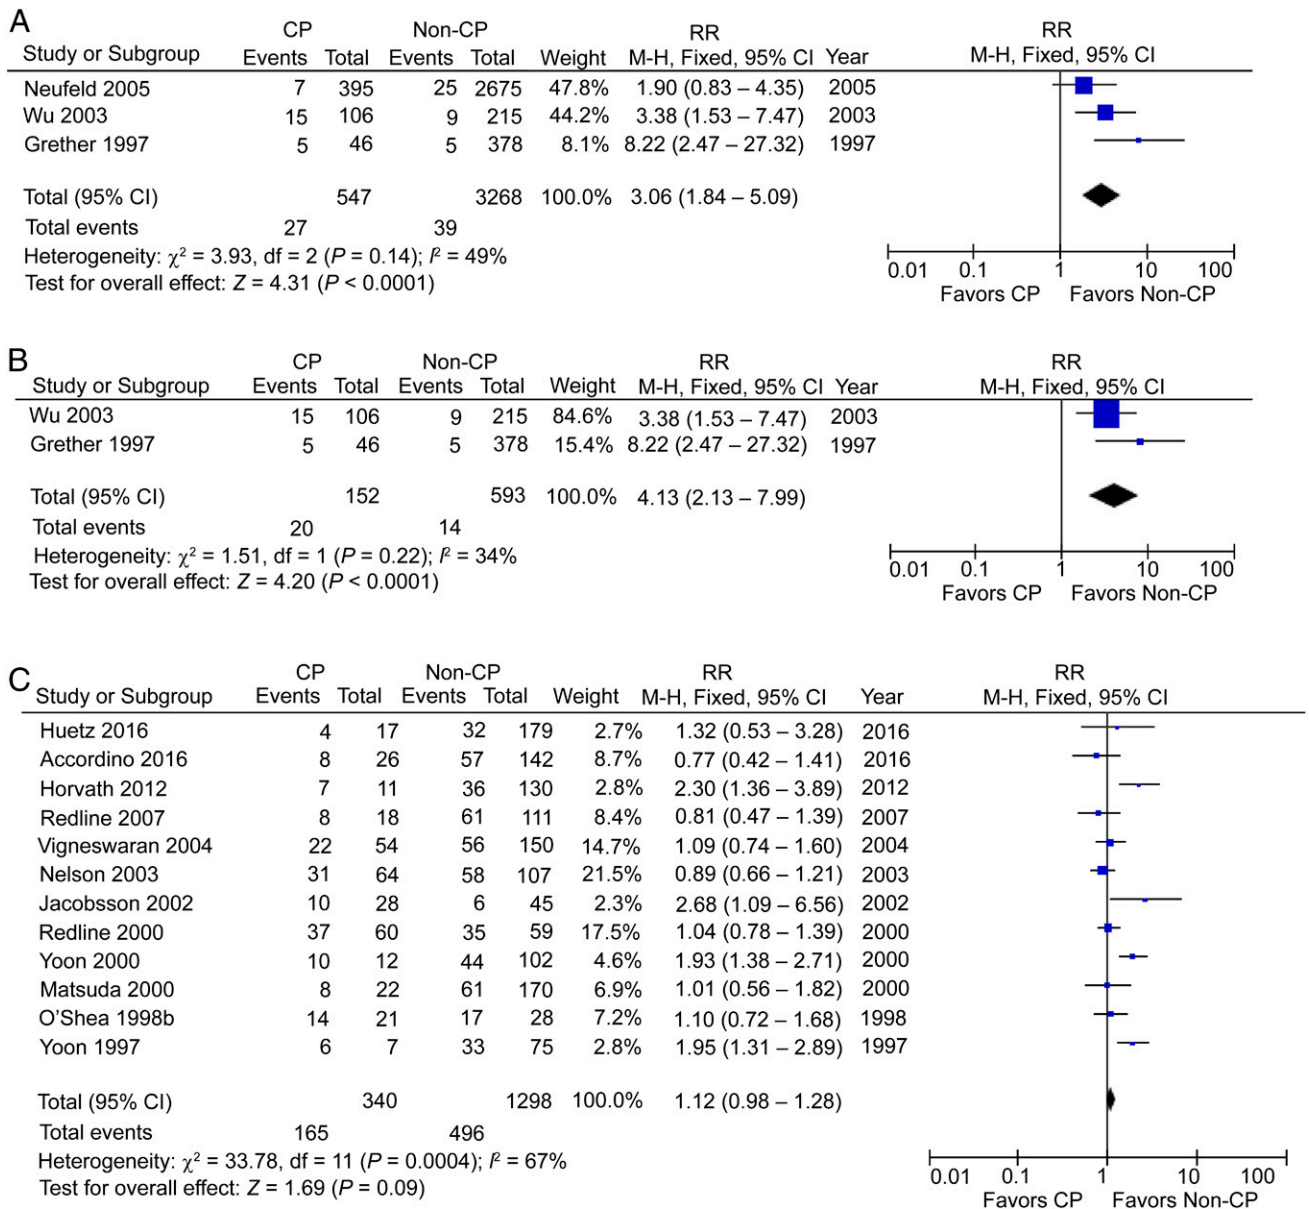 A
CP Non-CP RR RR
Study or Subgroup Events Total Events Total Weight M-H, Fixed, 95% CI Year M-H, Fixed, 95% CI
Neufeld 2005 7 395 25 2675 47.8% 1.90 (0.83 – 4.35) 2005
Wu 2003 15 106 9 215 44.2% 3.38 (1.53 – 7.47) 2003
Grether 1997 5 46 5 378 8.1% 8.22 (2.47 – 27.32) 1997
Total (95% CI) 547 3268 100.0% 3.06 (1.84 – 5.09)
Total events 27 39
Heterogeneity: χ² = 3.93, df = 2 (P = 0.14); I² = 49%
Test for overall effect: Z = 4.31 (P < 0.0001)
0.01 0.1 1 10 100
Favors CP Favors Non-CP
B
CP Non-CP RR RR
Study or Subgroup Events Total Events Total Weight M-H, Fixed, 95% CI Year M-H, Fixed, 95% CI
Wu 2003 15 106 9 215 84.6% 3.38 (1.53 – 7.47) 2003
Grether 1997 5 46 5 378 15.4% 8.22 (2.47 – 27.32) 1997
Total (95% CI) 152 593 100.0% 4.13 (2.13 – 7.99)
Total events 20 14
Heterogeneity: χ² = 1.51, df = 1 (P = 0.22); I² = 34%
Test for overall effect: Z = 4.20 (P < 0.0001)
0.01 0.1 1 10 100
Favors CP Favors Non-CP
C
CP Non-CP RR RR
Study or Subgroup Events Total Events Total Weight M-H, Fixed, 95% CI Year M-H, Fixed, 95% CI
Huetz 2016 4 17 32 179 2.7% 1.32 (0.53 – 3.28) 2016
Accordino 2016 8 26 57 142 8.7% 0.77 (0.42 – 1.41) 2016
Horvath 2012 7 11 36 130 2.8% 2.30 (1.36 – 3.89) 2012
Redline 2007 8 18 61 111 8.4% 0.81 (0.47 – 1.39) 2007
Vigneswaran 2004 22 54 56 150 14.7% 1.09 (0.74 – 1.60) 2004
Nelson 2003 31 64 58 107 21.5% 0.89 (0.66 – 1.21) 2003
Jacobsson 2002 10 28 6 45 2.3% 2.68 (1.09 – 6.56) 2002
Redline 2000 37 60 35 59 17.5% 1.04 (0.78 – 1.39) 2000
Yoon 2000 10 12 44 102 4.6% 1.93 (1.38 – 2.71) 2000
Matsuda 2000 8 22 61 170 6.9% 1.01 (0.56 – 1.82) 2000
O'Shea 1998b 14 21 17 28 7.2% 1.10 (0.72 – 1.68) 1998
Yoon 1997 6 7 33 75 2.8% 1.95 (1.31 – 2.89) 1997
Total (95% CI) 340 1298 100.0% 1.12 (0.98 – 1.28)
Total events 165 496
Heterogeneity: χ² = 33.78, df = 11 (P = 0.0004); I² = 67%
Test for overall effect: Z = 1.69 (P = 0.09)
0.01 0.1 1 10 100
Favors CP Favors Non-CP